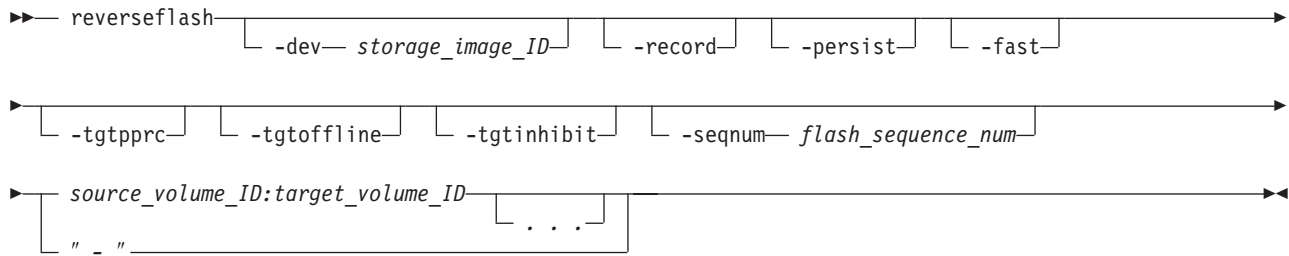 reverseflash
-dev storage_image_ID -record -persist -fast
-tgtpprc -tgtoffline -tgtinhibit -seqnum flash_sequence_num
source_volume_ID:target_volume_ID
. . .
" - "